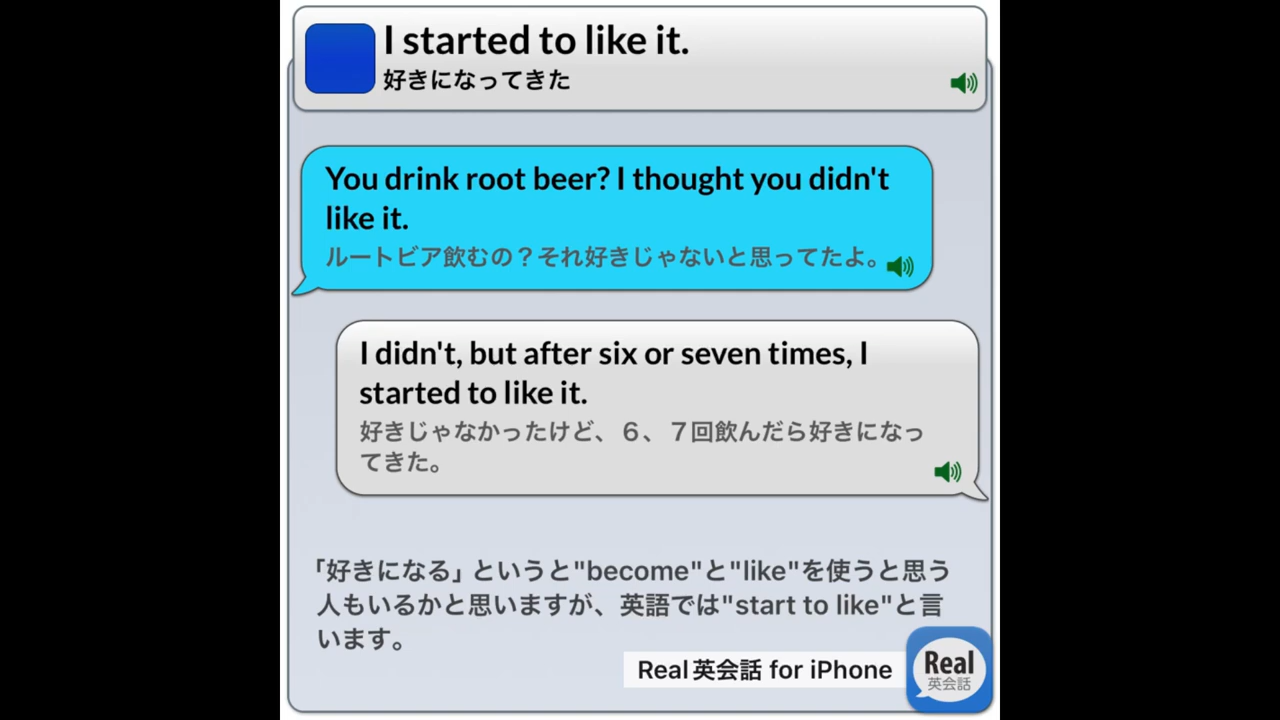 I started to like it.
好きになってきた
You drink root beer? I thought you didn't
like it.
ルートビア飲むの？それ好きじゃないと思ってたよ。
I didn't, but after six or seven times, I
started to like it.
好きじゃなかったけど、６、７回飲んだら好きになっ
てきた。
「好きになる」というと"become"と"like"を使うと思う
人もいるかと思いますが、英語では"start to like"と言
います。
Real英会話 for iPhone
Real
英会話